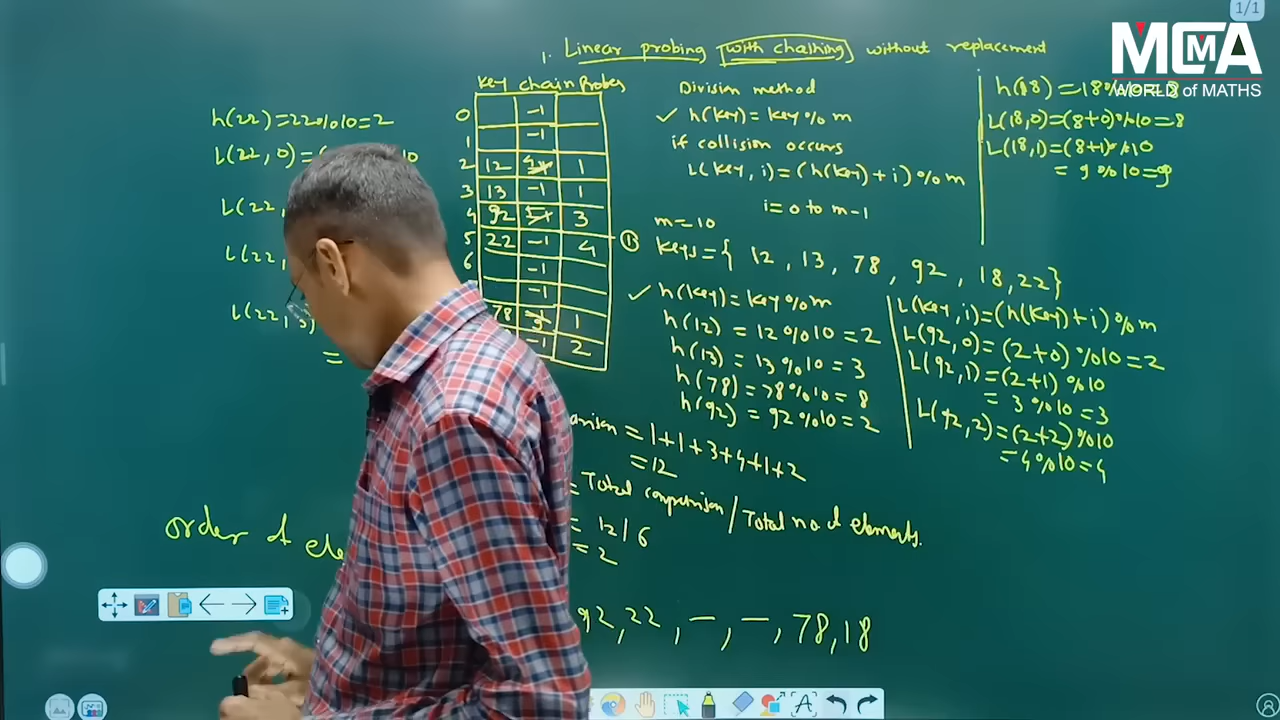 1/1
MCMA
WORLD of MATHS
1. Linear probing with chaining without replacement
key chain Probes
0 -1
1 -1
2 12 1
3 13 -1 1
4 92 3
5 22 -1 4
6 -1
-1
78 1
-1 2
h(22) = 22%10 = 2
L(22, 0) = (
10
L(22,
L(22,
L(22, 3)
=
Division method
✓ h(key) = key % m
if collision occurs
L(key, i) = (h(key) + i) % m
i = 0 to m-1
m = 10
Keys = { 12, 13, 78, 92, 18, 22}
✓ h(key) = key % m
h(12) = 12 % 10 = 2
h(13) = 13 % 10 = 3
h(78) = 78 % 10 = 8
h(92) = 92 % 10 = 2
h(18) = 18%10 = 8
L(18,0) = (8+0)%10 = 8
L(18,1) = (8+1)%10
= 9%10 = 9
L(key, i) = (h(key) + i) % m
L(92, 0) = (2+0) %10 = 2
L(92, 1) = (2+1) %10
= 3%10 = 3
L(92, 2) = (2+2) %10
= 4%10 = 4
= 1+1+3+4+1+2
= 12
= Total comparison / Total no. of elements.
= 12/6
= 2
order of ele
92, 22, -, -, 78, 18